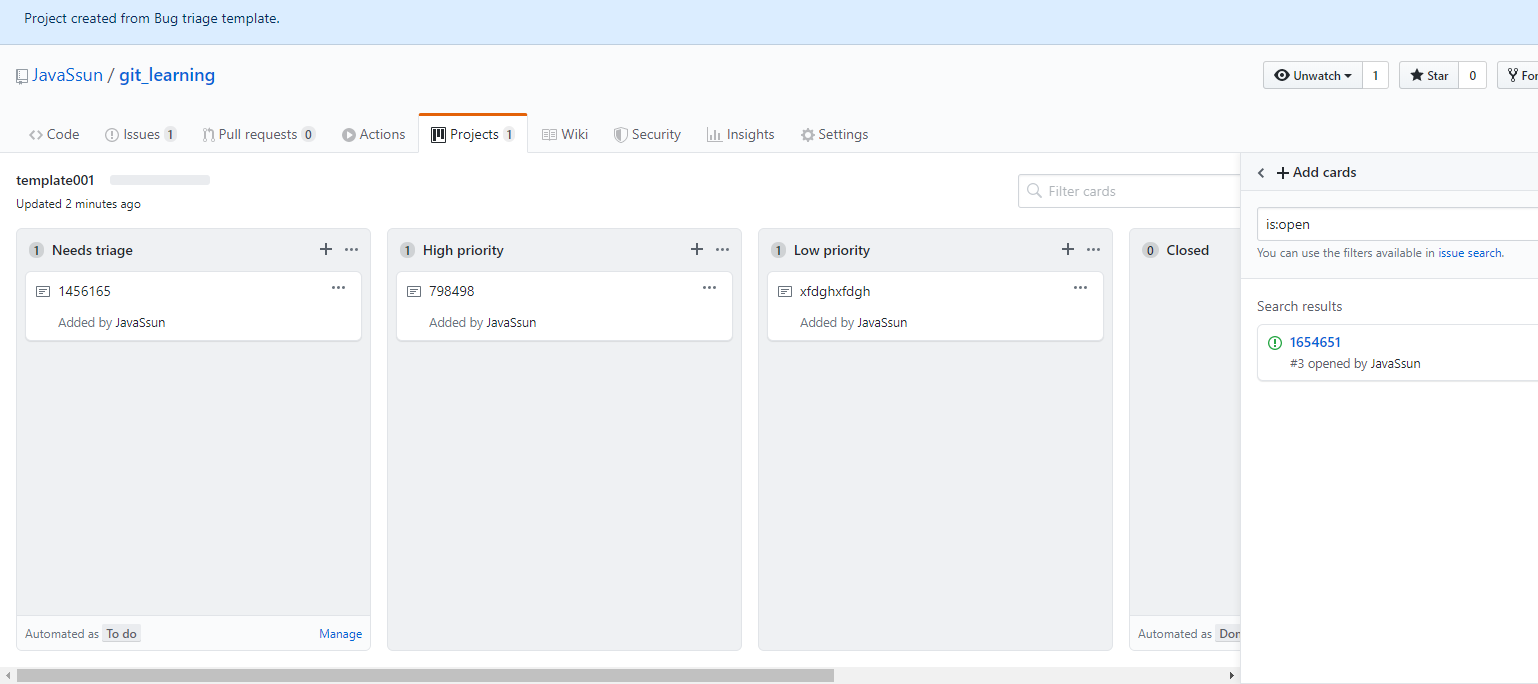 Project created from Bug triage template.
JavaSsun / git_learning
Unwatch 1 Star 0
Code Issues 1 Pull requests 0 Actions Projects 1 Wiki Security Insights Settings
template001
Updated 2 minutes ago
Filter cards
Add cards
is:open
You can use the filters available in issue search.
1 Needs triage
1456165
Added by JavaSsun
Automated as To do Manage
1 High priority
798498
Added by JavaSsun
1 Low priority
xfdghxfdgh
Added by JavaSsun
0 Closed
Automated as
Search results
1654651
#3 opened by JavaSsun